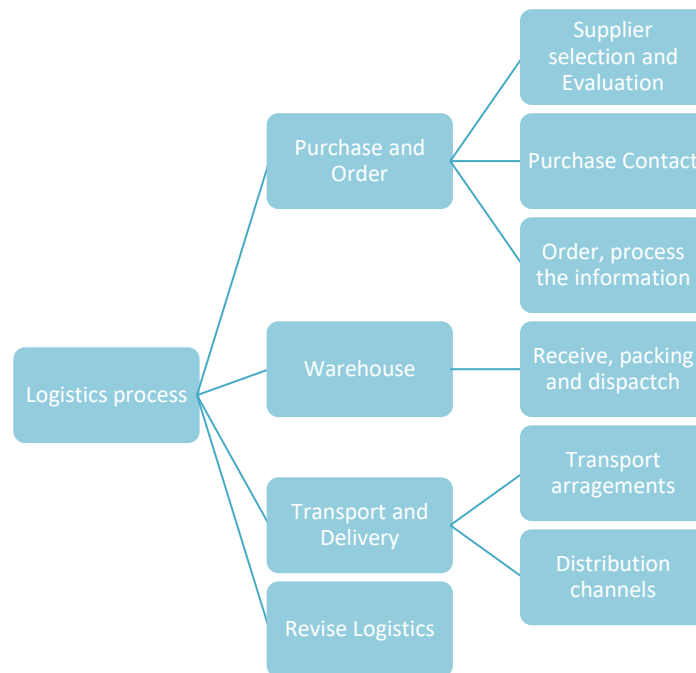 Supplier
selection and
Evaluation
Purchase and
Order
Purchase Contact
Order, process
the information
Logistics process
Warehouse
Receive, packing
and dispactch
Transport and
Delivery
Transport
arragements
Distribution
channels
Revise Logistics